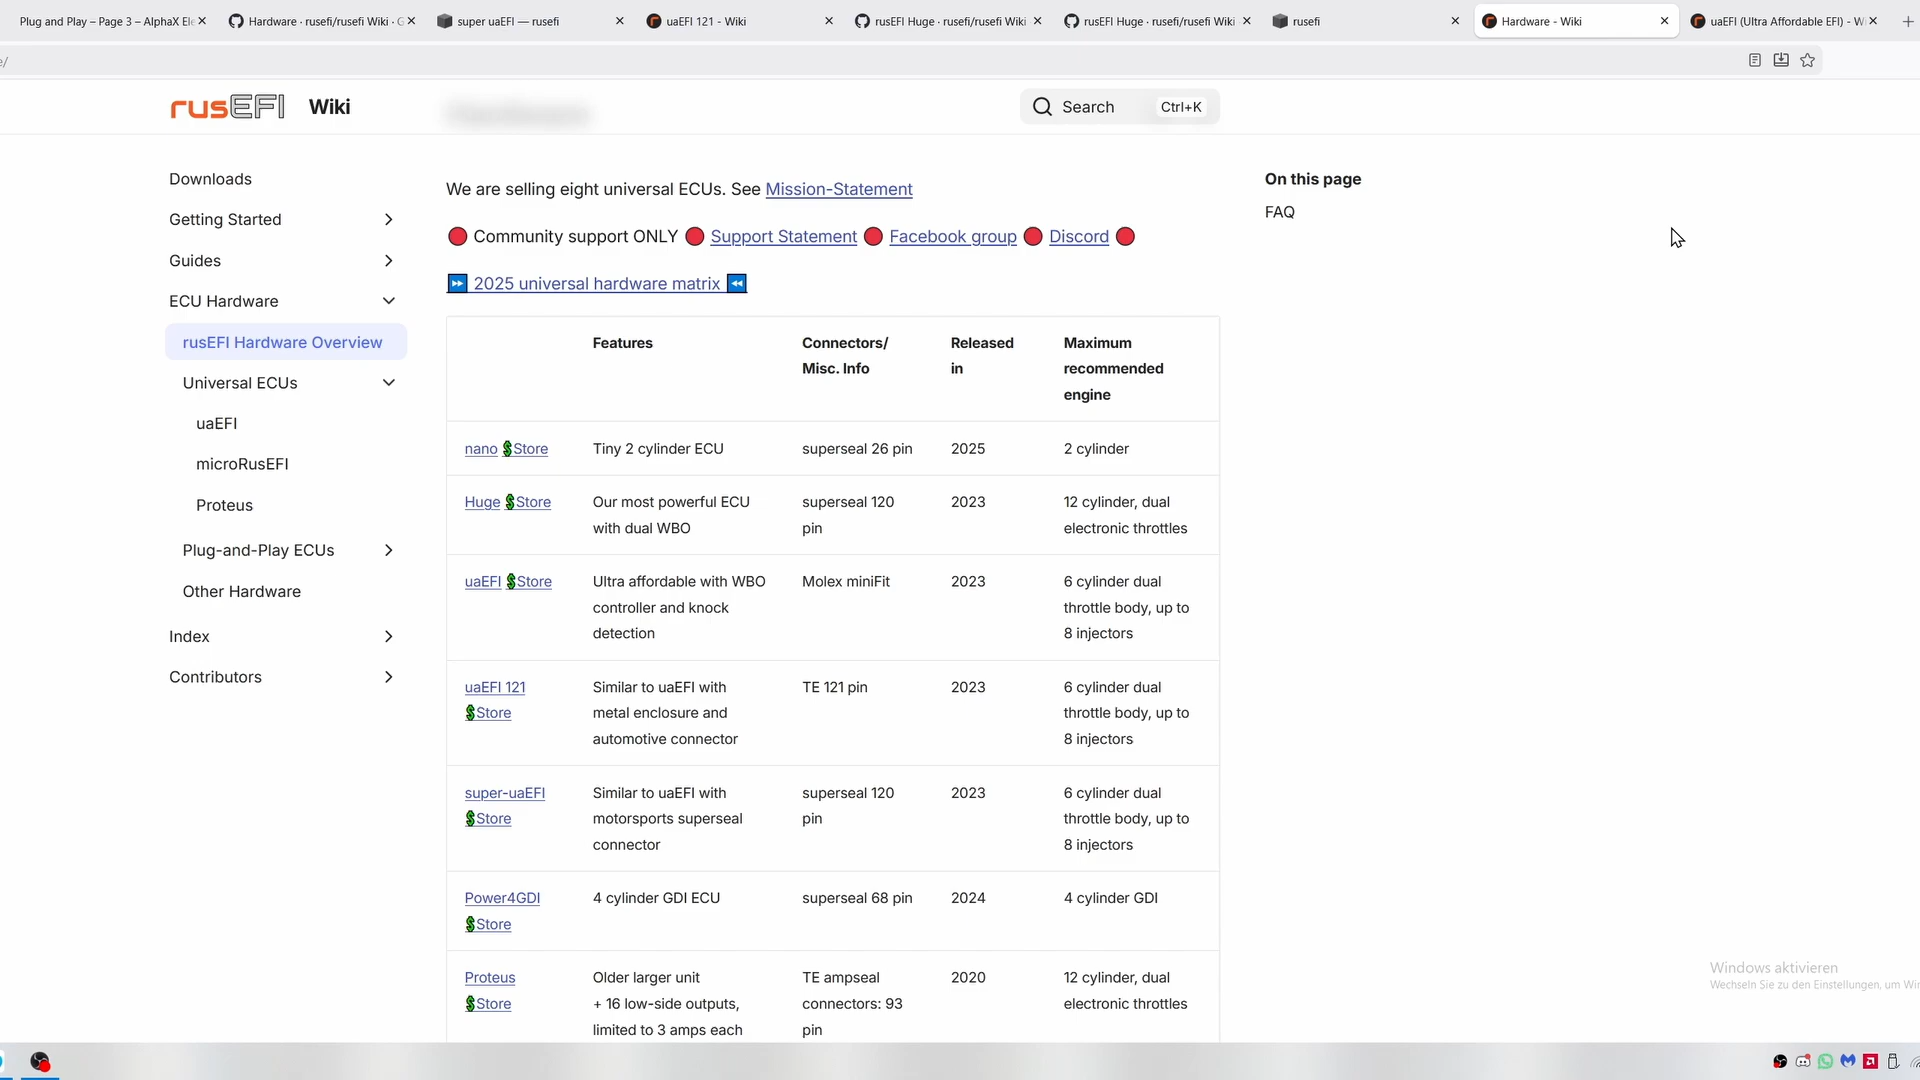 Plug and Play – Page 3 – AlphaX Ele
Hardware · rusefi/rusefi Wiki · G
super uaEFI — rusefi
uaEFI 121 - Wiki
rusEFI Huge · rusefi/rusefi Wiki
rusEFI Huge · rusefi/rusefi Wiki
rusefi
Hardware - Wiki
uaEFI (Ultra Affordable EFI) - Wi
e/
rusEFI Wiki
Hardware
Search Ctrl+K
Downloads
Getting Started
Guides
ECU Hardware
rusEFI Hardware Overview
Universal ECUs
uaEFI
microRusEFI
Proteus
Plug-and-Play ECUs
Other Hardware
Index
Contributors
We are selling eight universal ECUs. See Mission-Statement
Community support ONLY Support Statement Facebook group Discord
2025 universal hardware matrix
Features
Connectors/
Misc. Info
Released
in
Maximum
recommended
engine
nano 💲Store
Tiny 2 cylinder ECU
superseal 26 pin
2025
2 cylinder
Huge 💲Store
Our most powerful ECU
with dual WBO
superseal 120
pin
2023
12 cylinder, dual
electronic throttles
uaEFI 💲Store
Ultra affordable with WBO
controller and knock
detection
Molex miniFit
2023
6 cylinder dual
throttle body, up to
8 injectors
uaEFI 121
💲Store
Similar to uaEFI with
metal enclosure and
automotive connector
TE 121 pin
2023
6 cylinder dual
throttle body, up to
8 injectors
super-uaEFI
💲Store
Similar to uaEFI with
motorsports superseal
connector
superseal 120
pin
2023
6 cylinder dual
throttle body, up to
8 injectors
Power4GDI
💲Store
4 cylinder GDI ECU
superseal 68 pin
2024
4 cylinder GDI
Proteus
💲Store
Older larger unit
+ 16 low-side outputs,
limited to 3 amps each
TE ampseal
connectors: 93
pin
2020
12 cylinder, dual
electronic throttles
On this page
FAQ
Windows aktivieren
Wechseln Sie zu den Einstellungen, um Win